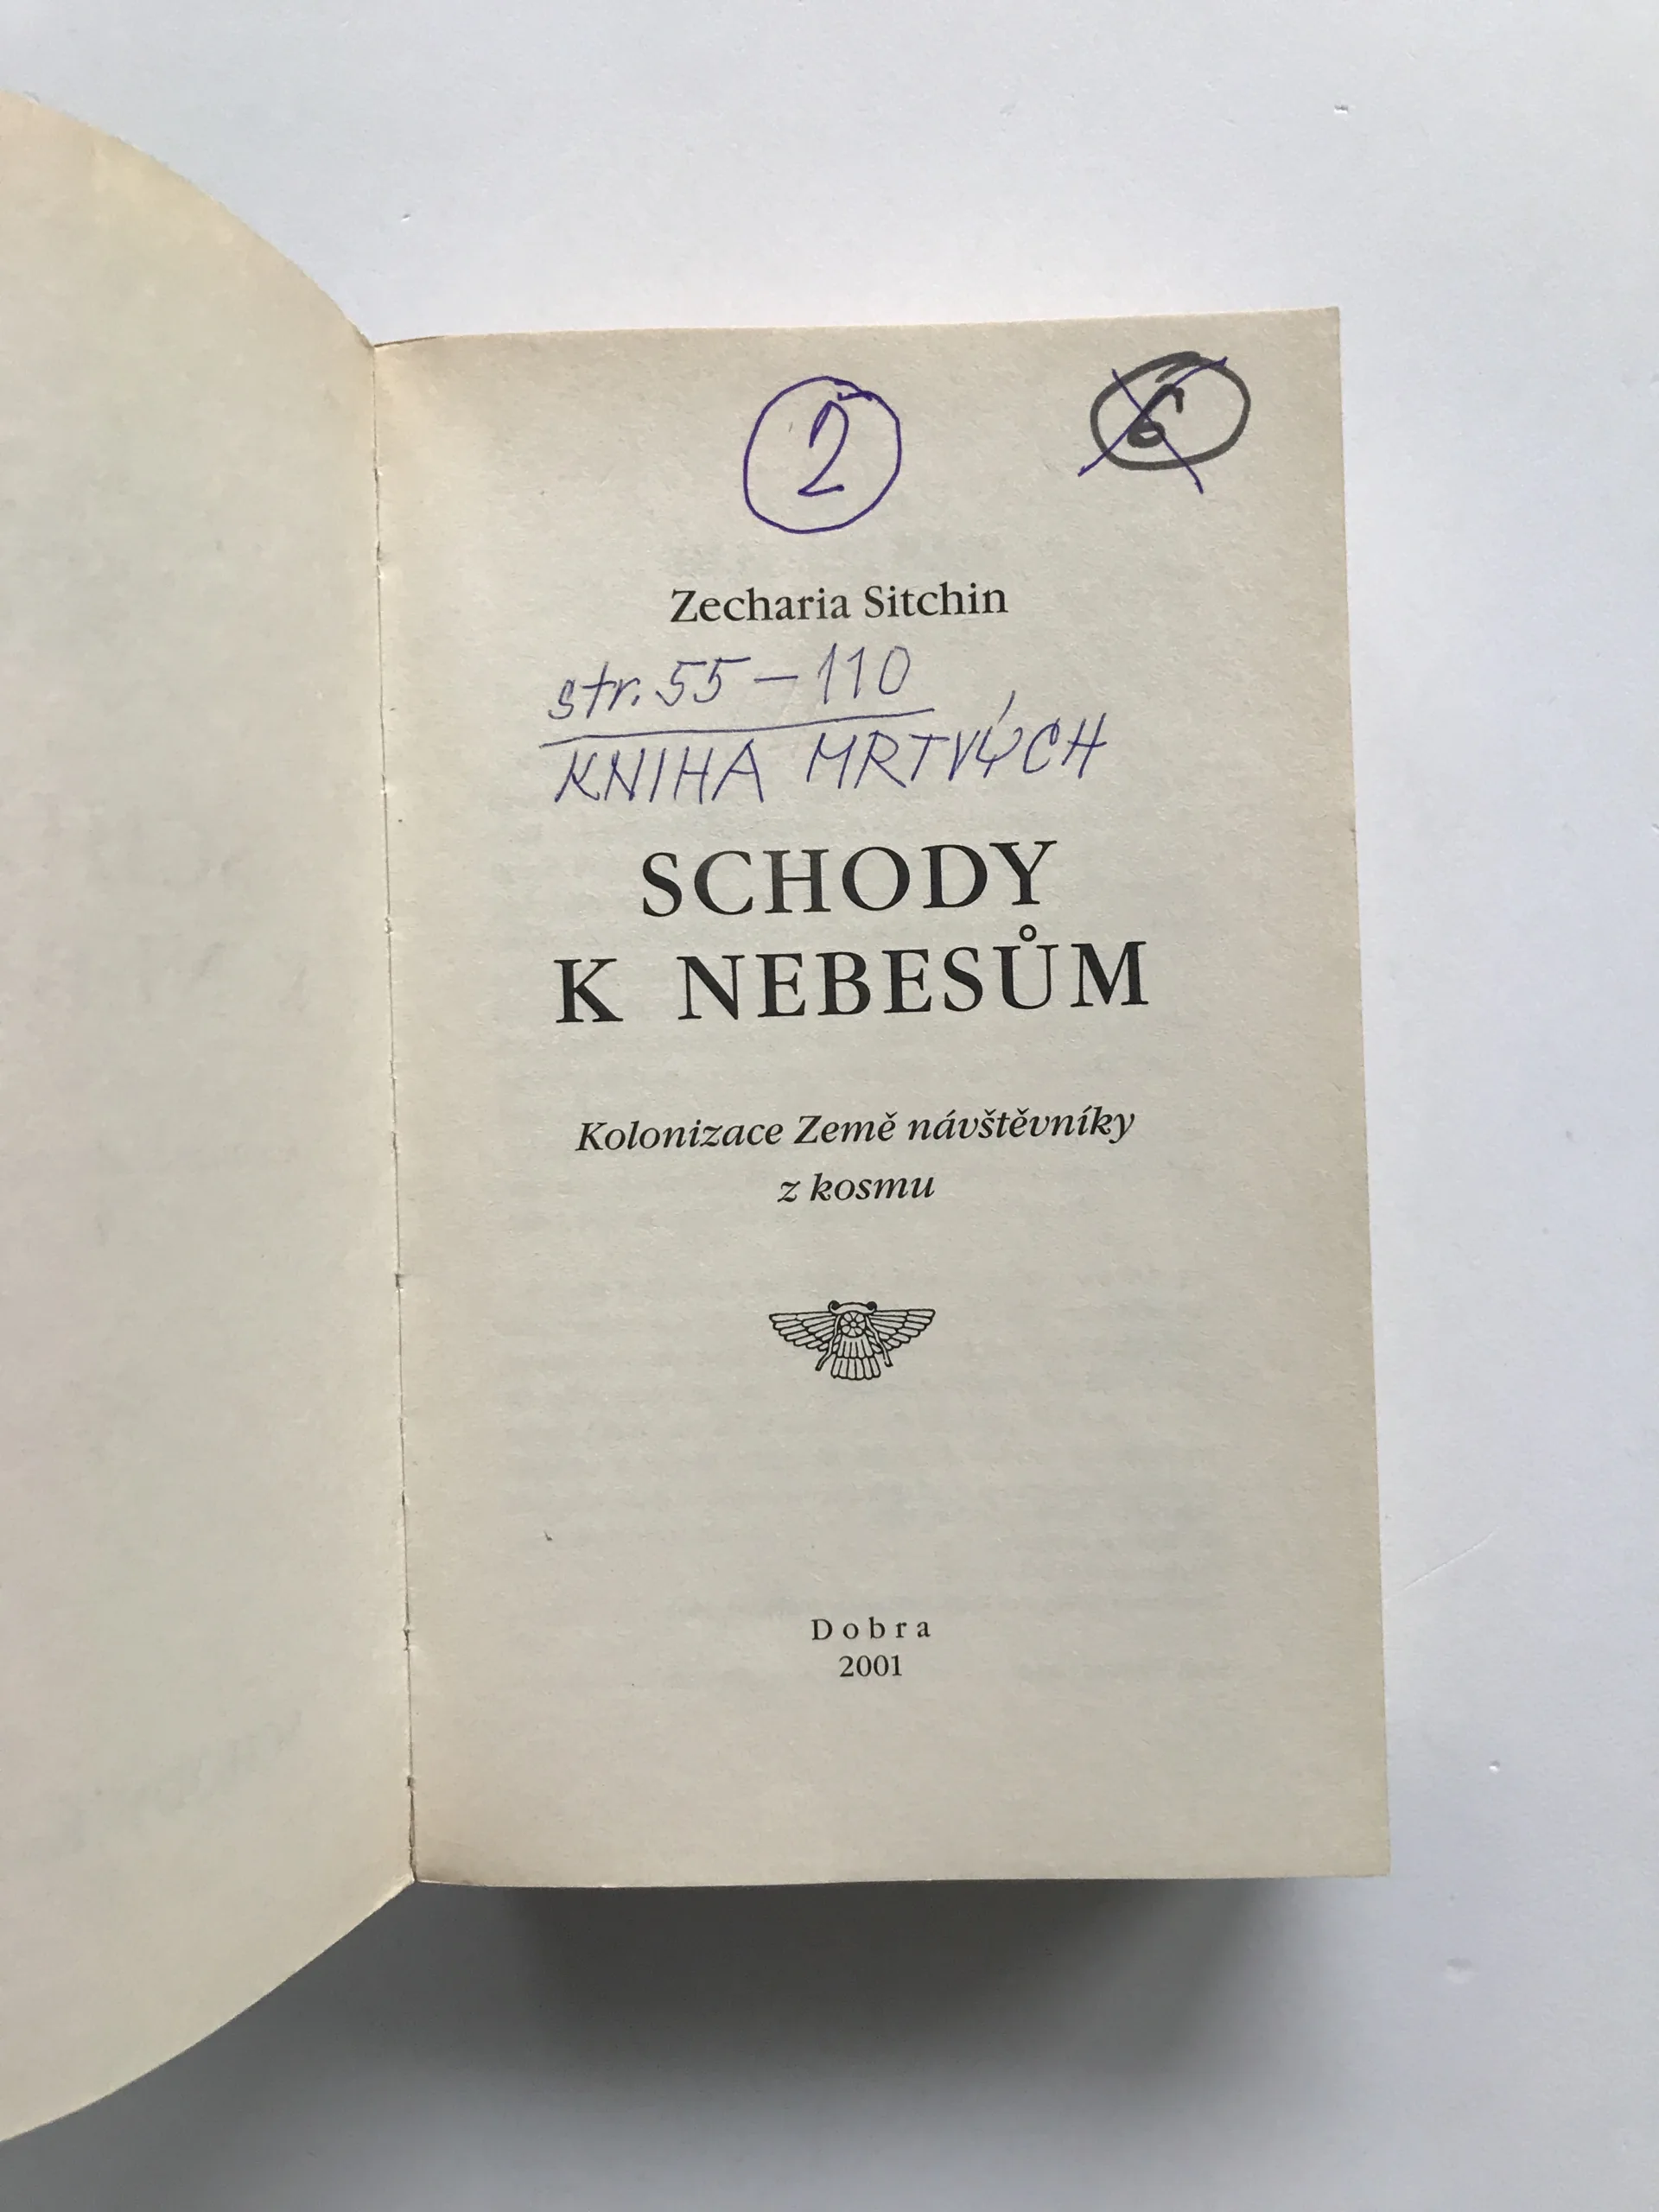 2
6
Zecharia Sitchin
str. 55 – 110
KNIHA MRTVÝCH
SCHODY
K NEBESŮM
Kolonizace Země návštěvníky
z kosmu
Dobra
2001